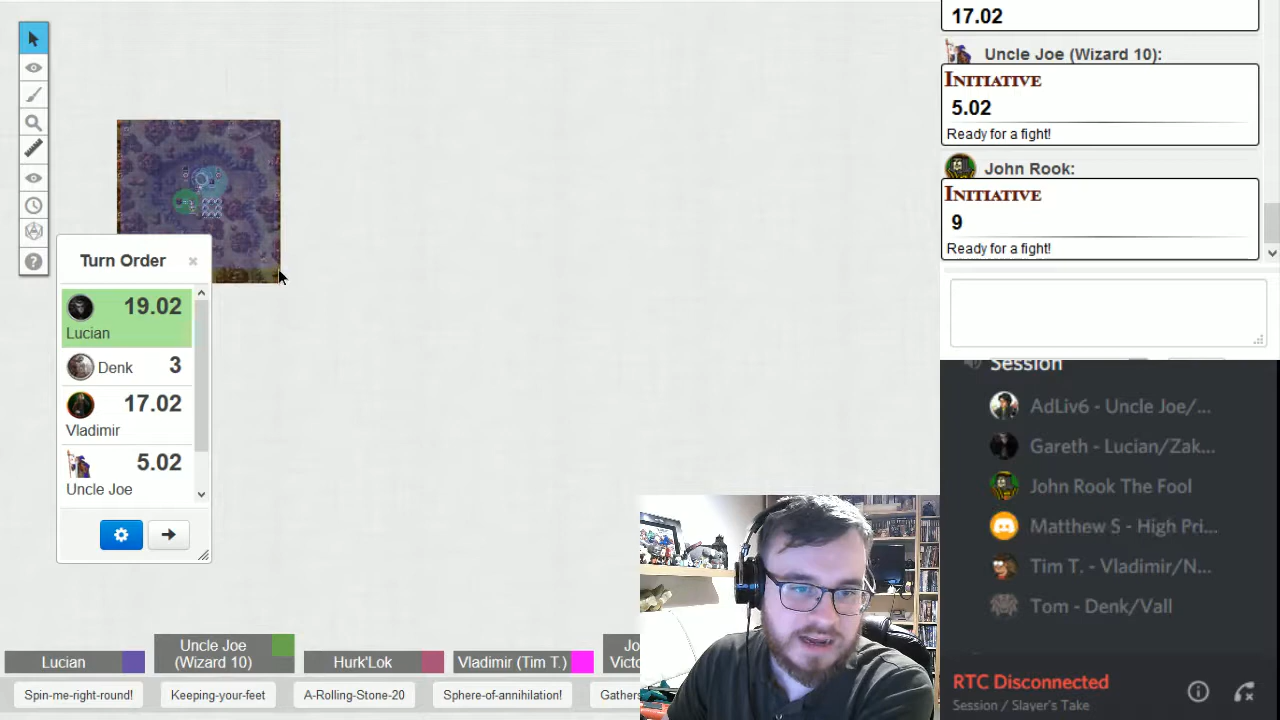 17.02
Uncle Joe (Wizard 10):
INITIATIVE
5.02
Ready for a fight!
John Rook:
INITIATIVE
9
Ready for a fight!
Turn Order
19.02
Lucian
Denk 3
17.02
Vladimir
5.02
Uncle Joe
Session
AdLiv6 - Uncle Joe/...
Gareth - Lucian/Zak...
John Rook The Fool
Matthew S - High Pri...
Tim T. - Vladimir/N...
Tom - Denk/Vall
RTC Disconnected
Session / Slayer's Take
Lucian
Uncle Joe
(Wizard 10)
Hurk'Lok
Vladimir (Tim T.)
Jo
Victo
Spin-me-right-round!
Keeping-your-feet
A-Rolling-Stone-20
Sphere-of-annihilation!
Gathers